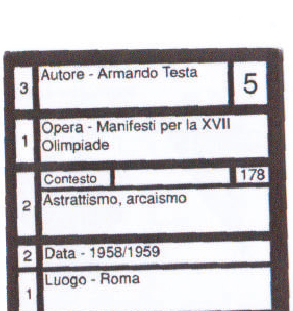 3 Autore - Armando Testa 5
1 Opera - Manifesti per la XVII
Olimpiade
Contesto 178
2 Astrattismo, arcaismo
2 Data - 1958/1959
1 Luogo - Roma